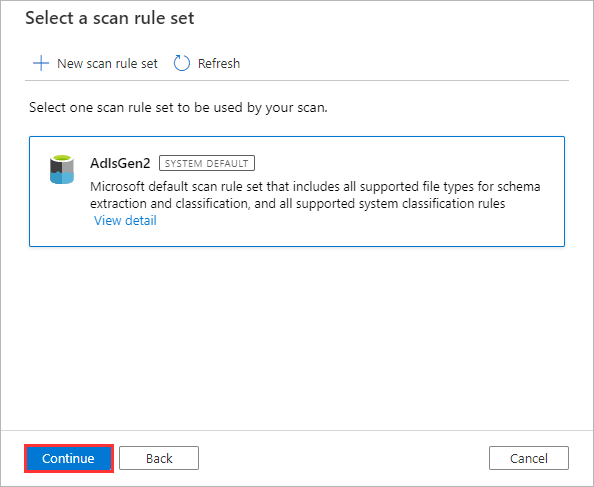 Select a scan rule set
New scan rule set Refresh
Select one scan rule set to be used by your scan.
AdlsGen2 SYSTEM DEFAULT
Microsoft default scan rule set that includes all supported file types for schema
extraction and classification, and all supported system classification rules
View detail
Continue Back Cancel